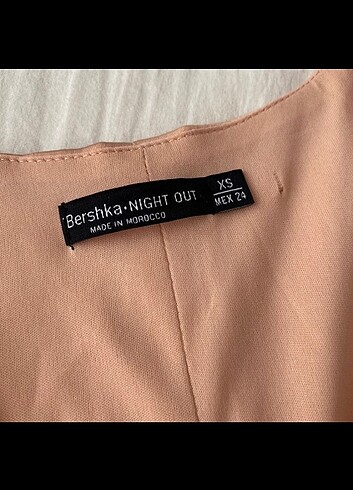 Bershka•NIGHT OUT
MADE IN MOROCCO
XS
MEX 24